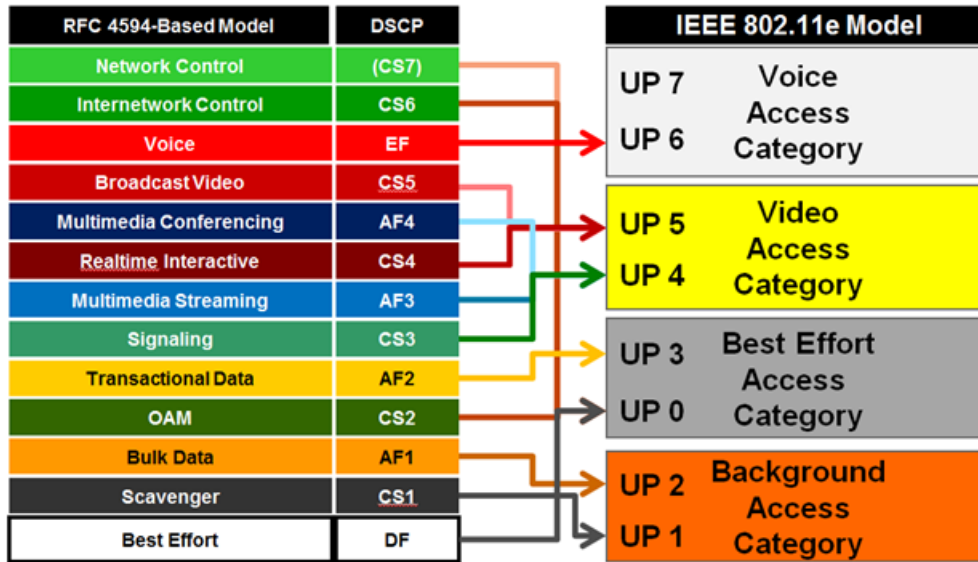 RFC 4594-Based Model DSCP
Network Control (CS7)
Internetwork Control CS6
Voice EF
Broadcast Video CS5
Multimedia Conferencing AF4
Realtime Interactive CS4
Multimedia Streaming AF3
Signaling CS3
Transactional Data AF2
OAM CS2
Bulk Data AF1
Scavenger CS1
Best Effort DF
IEEE 802.11e Model
UP 7
UP 6
Voice
Access
Category
UP 5
UP 4
Video
Access
Category
UP 3
UP 0
Best Effort
Access
Category
UP 2
UP 1
Background
Access
Category